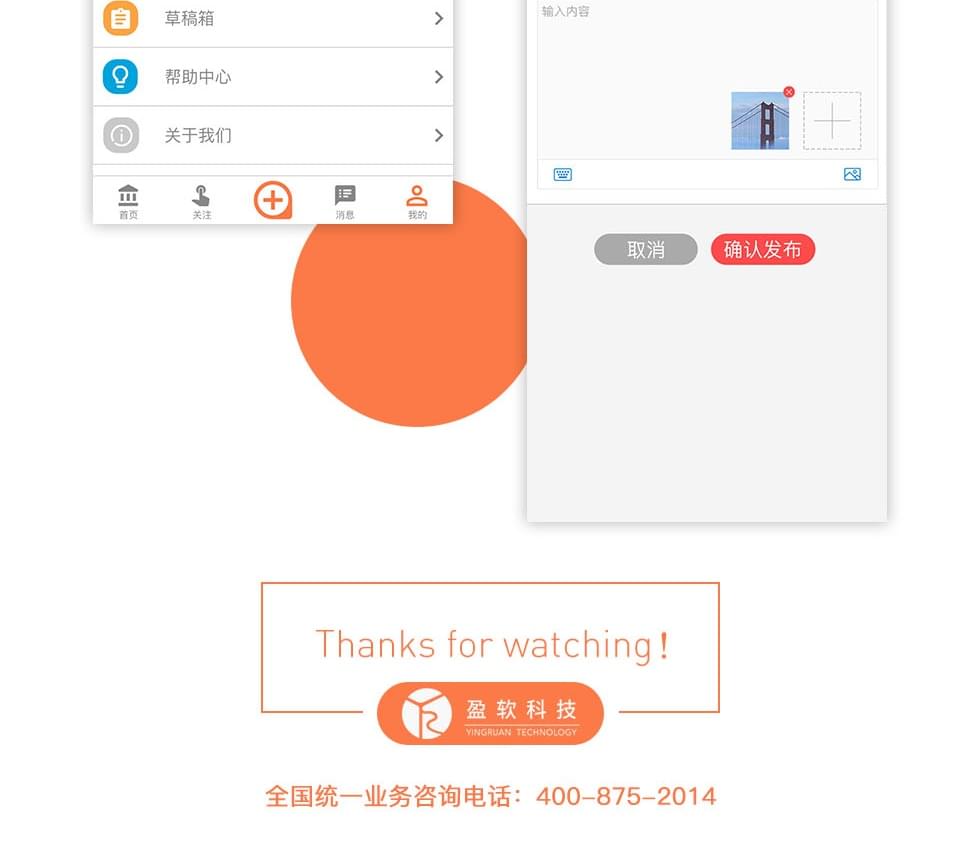 草稿箱
帮助中心
关于我们
首页
关注
消息
我的
输入内容
取消
确认发布
Thanks for watching!
盈软科技
YINGRUAN TECHNOLOGY
全国统一业务咨询电话：400-875-2014